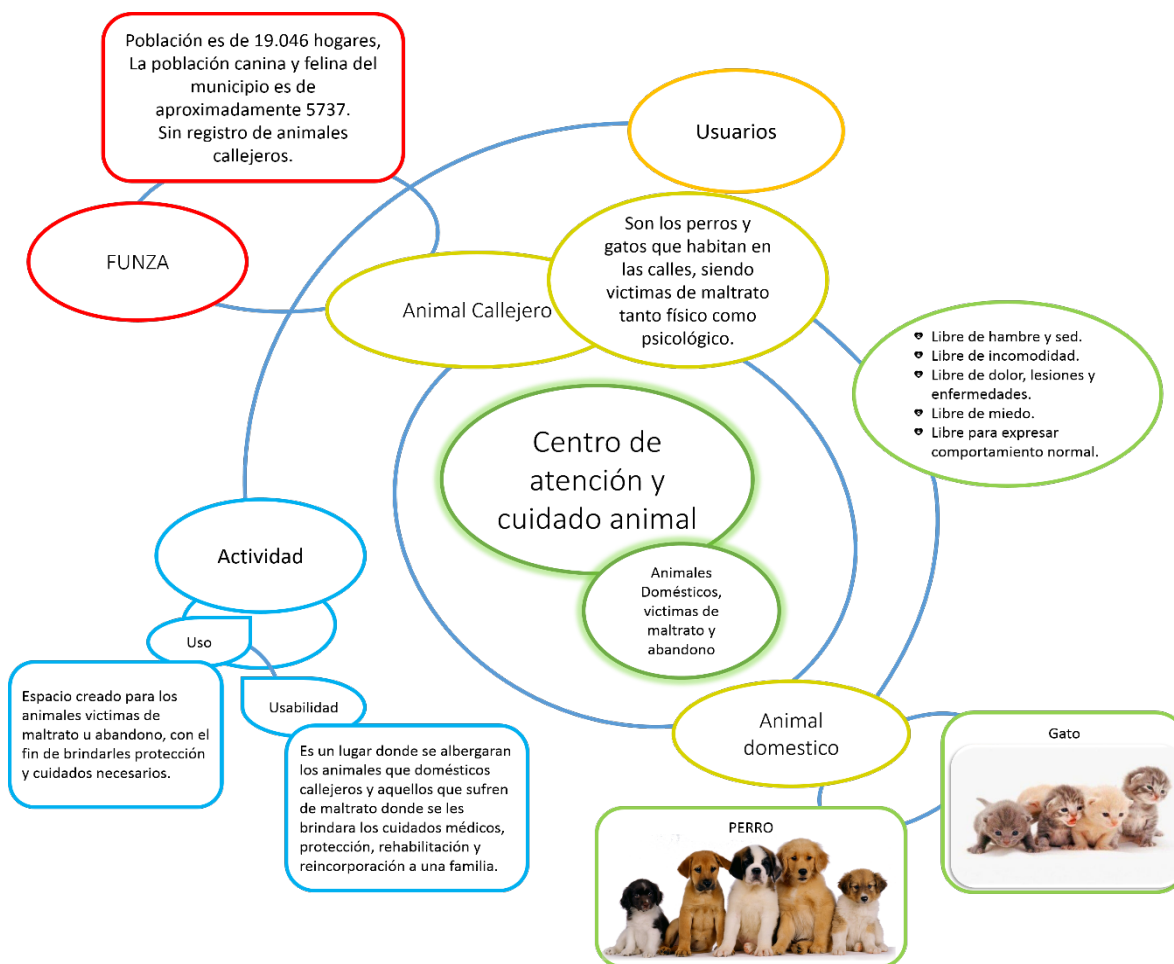 Población es de 19.046 hogares,
La población canina y felina del
municipio es de
aproximadamente 5737.
Sin registro de animales
callejeros.
Usuarios
FUNZA
Animal Callejero
Son los perros y
gatos que habitan en
las calles, siendo
victimas de maltrato
tanto físico como
psicológico.
Libre de hambre y sed.
Libre de incomodidad.
Libre de dolor, lesiones y
enfermedades.
Libre de miedo.
Libre para expresar
comportamiento normal.
Centro de
atención y
cuidado animal
Animales
Domésticos,
victimas de
maltrato y
abandono
Actividad
Uso
Espacio creado para los
animales victimas de
maltrato u abandono, con el
fin de brindarles protección
y cuidados necesarios.
Usabilidad
Es un lugar donde se albergaran
los animales que domésticos
callejeros y aquellos que sufren
de maltrato donde se les
brindara los cuidados médicos,
protección, rehabilitación y
reincorporación a una familia.
Animal
domestico
Gato
PERRO